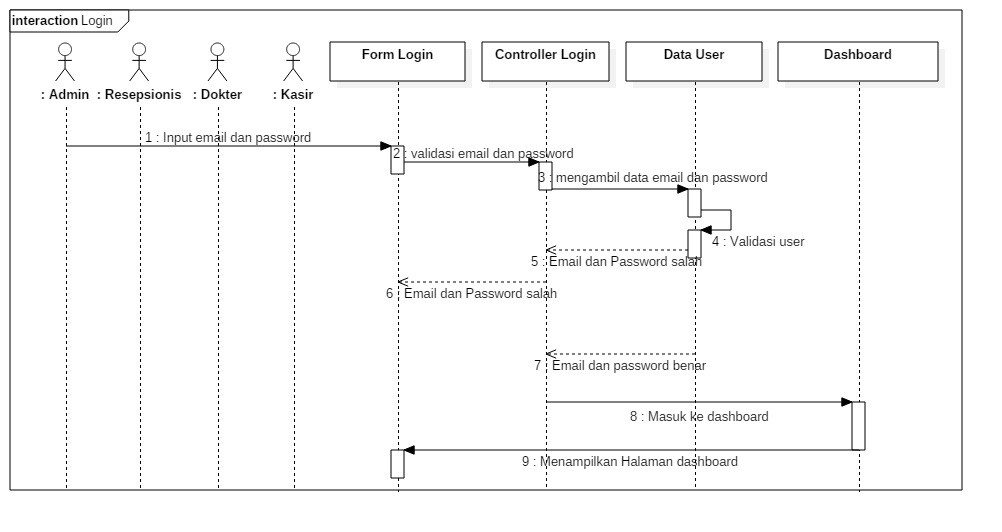 interaction Login
Form Login
Controller Login
Data User
Dashboard
: Admin
: Resepsionis
: Dokter
: Kasir
1 : Input email dan password
2 : validasi email dan password
3 : mengambil data email dan password
4 : Validasi user
5 : Email dan Password salah
6 : Email dan Password salah
7 : Email dan password benar
8 : Masuk ke dashboard
9 : Menampilkan Halaman dashboard